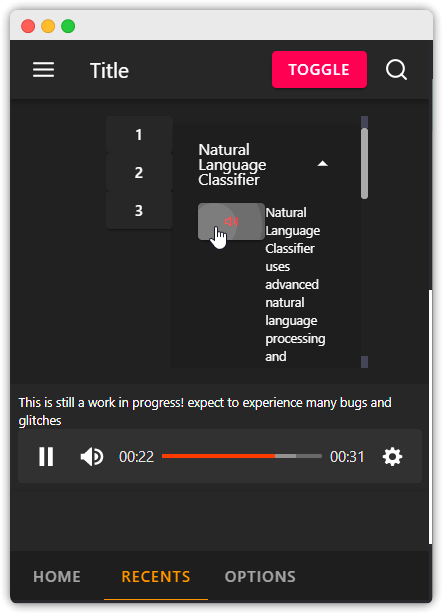 Title
TOGGLE
1
2
3
Natural
Language
Classifier
Natural
Language
Classifier
uses
advanced
natural
language
processing
and
This is still a work in progress! expect to experience many bugs and
glitches
00:22
00:31
HOME
RECENTS
OPTIONS